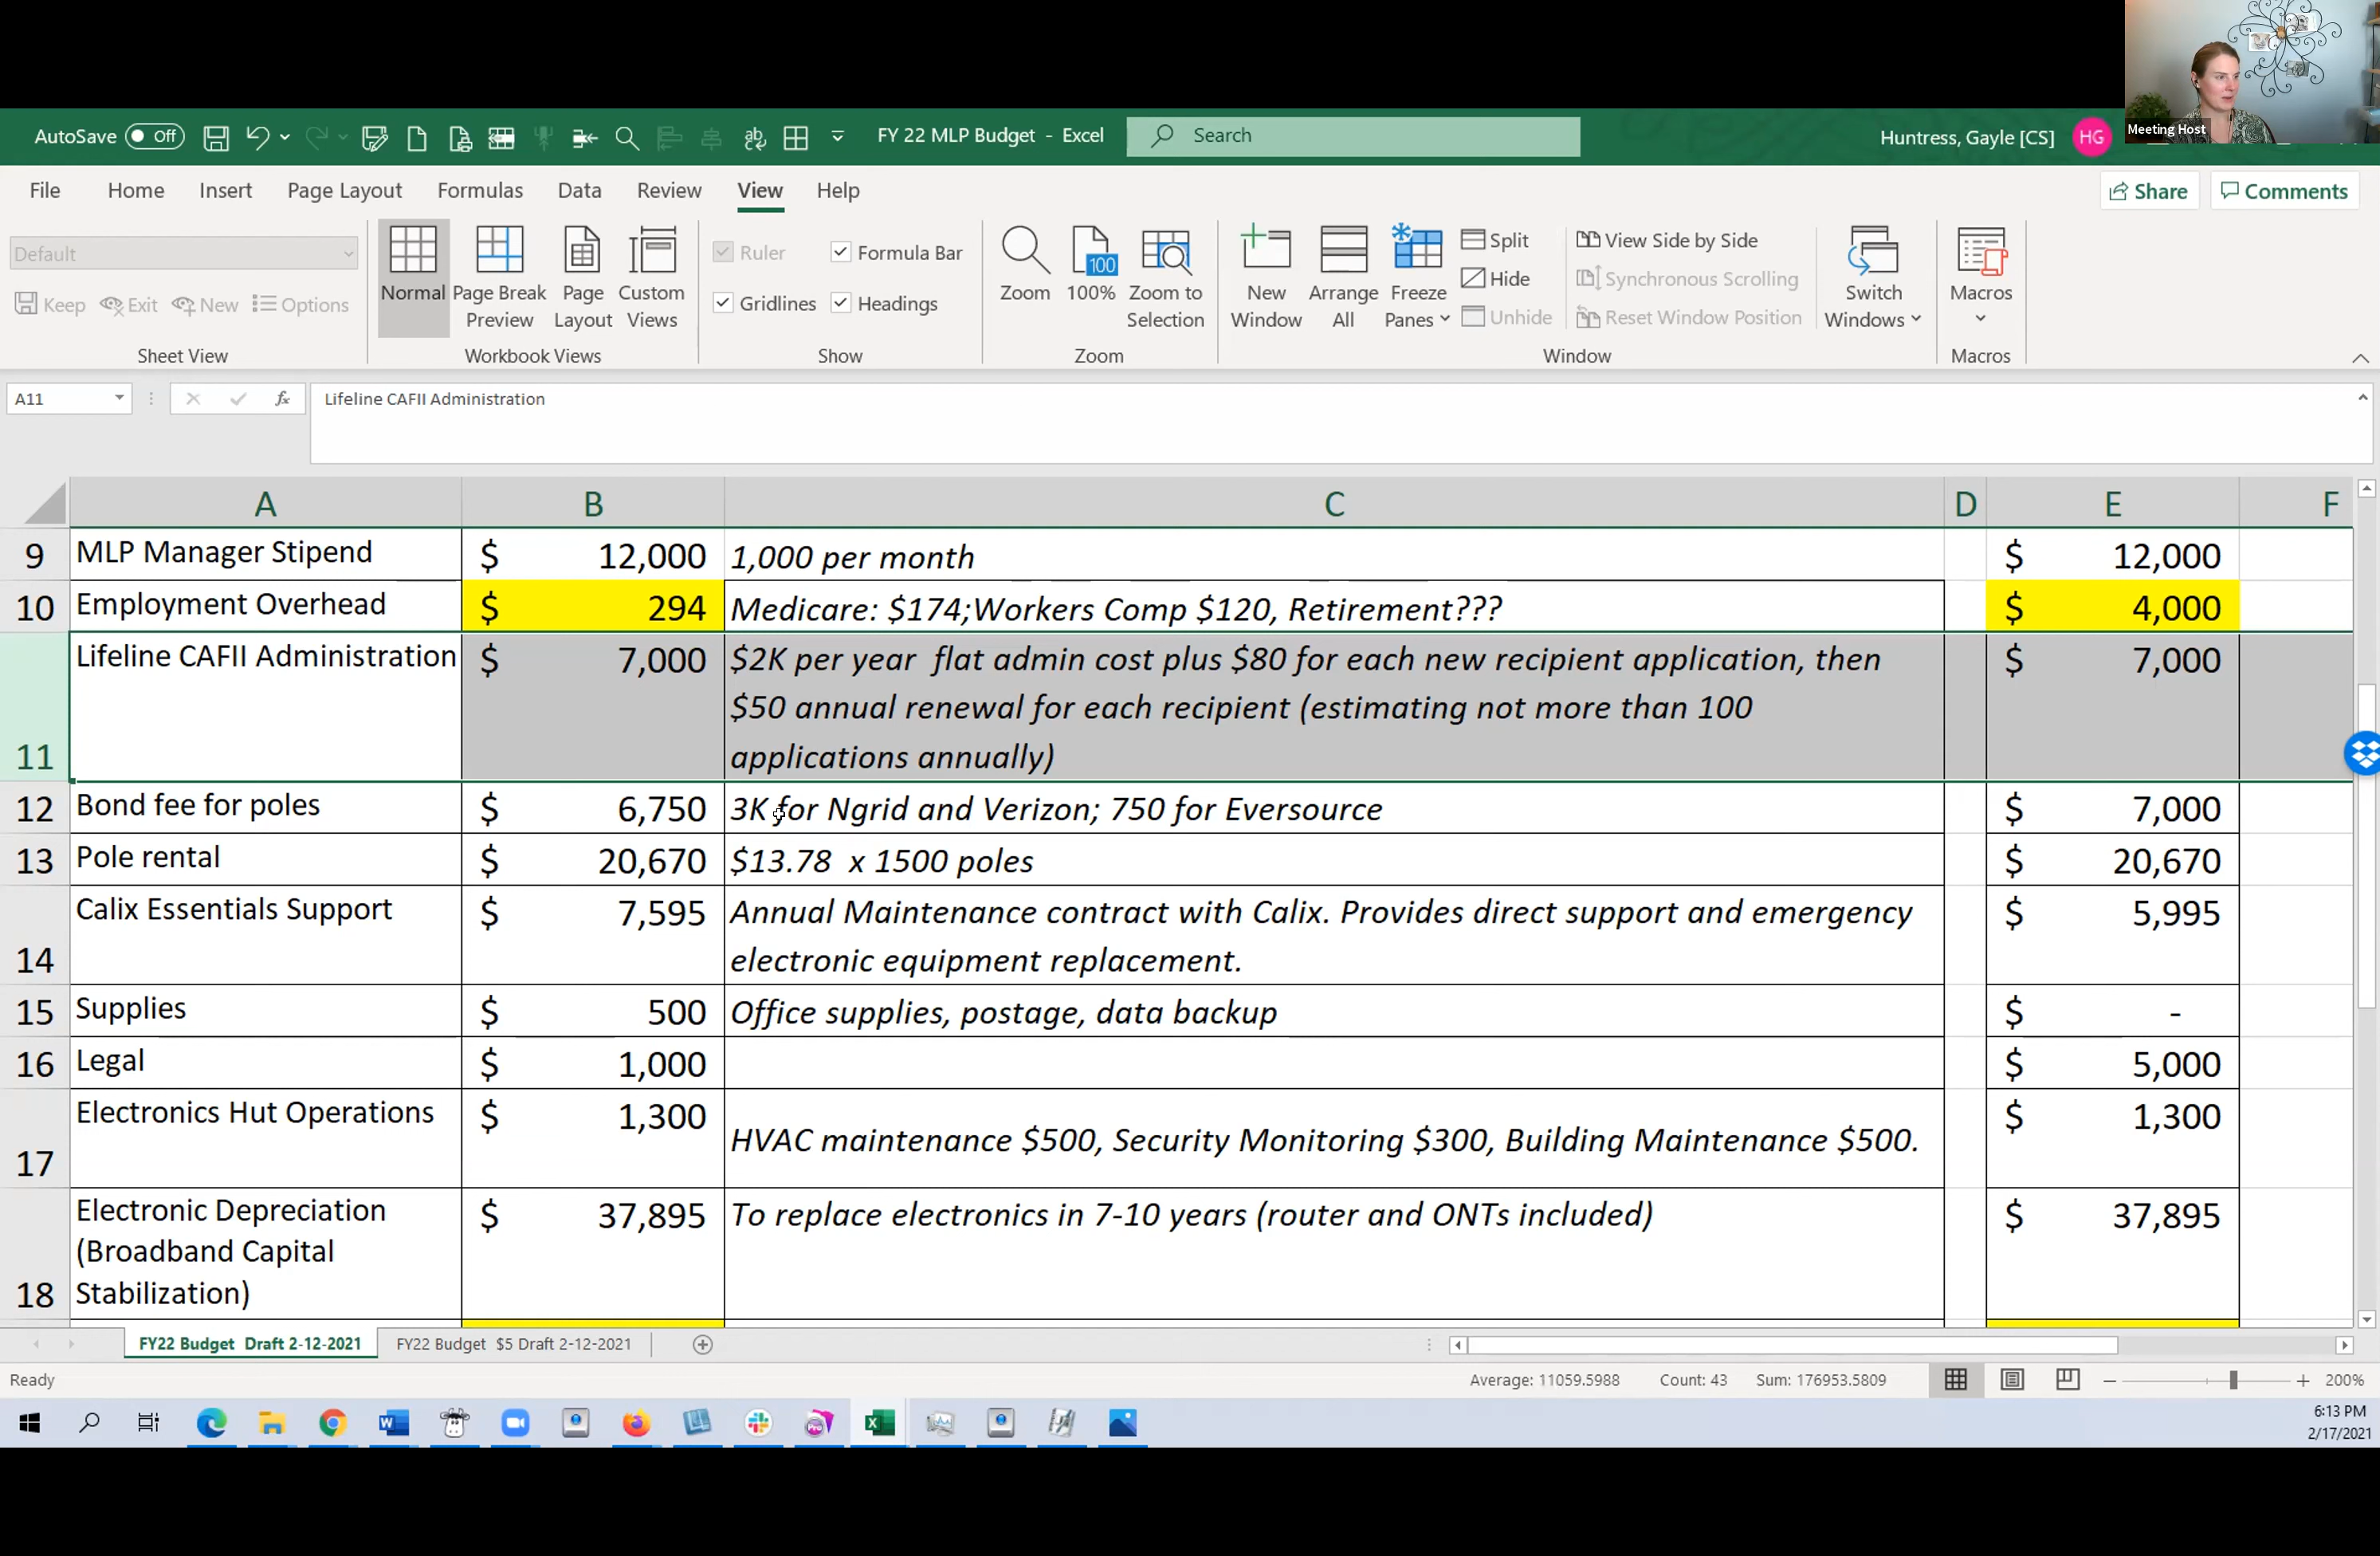 Meeting Host
AutoSave Off FY 22 MLP Budget - Excel Search Huntress, Gayle [CS] HG
File Home Insert Page Layout Formulas Data Review View Help Share Comments
Default
Keep Exit New Options
Sheet View
Normal Page Break Preview Page Layout Custom Views
Workbook Views
Ruler Formula Bar
Gridlines Headings
Show
Zoom 100% Zoom to Selection
Zoom
New Window Arrange All Freeze Panes
Split
Hide
Unhide
View Side by Side
Synchronous Scrolling
Reset Window Position
Switch Windows
Window
Macros
Macros
A11 fx Lifeline CAFII Administration
A B C D E F
9 MLP Manager Stipend $ 12,000 1,000 per month $ 12,000
10 Employment Overhead $ 294 Medicare: $174;Workers Comp $120, Retirement??? $ 4,000
11 Lifeline CAFII Administration $ 7,000 $2K per year flat admin cost plus $80 for each new recipient application, then $ 7,000
$50 annual renewal for each recipient (estimating not more than 100
applications annually)
12 Bond fee for poles $ 6,750 3K for Ngrid and Verizon; 750 for Eversource $ 7,000
13 Pole rental $ 20,670 $13.78 x 1500 poles $ 20,670
14 Calix Essentials Support $ 7,595 Annual Maintenance contract with Calix. Provides direct support and emergency $ 5,995
electronic equipment replacement.
15 Supplies $ 500 Office supplies, postage, data backup $ -
16 Legal $ 1,000 $ 5,000
17 Electronics Hut Operations $ 1,300 HVAC maintenance $500, Security Monitoring $300, Building Maintenance $500. $ 1,300
18 Electronic Depreciation $ 37,895 To replace electronics in 7-10 years (router and ONTs included) $ 37,895
(Broadband Capital
Stabilization)
FY22 Budget Draft 2-12-2021 FY22 Budget $5 Draft 2-12-2021
Ready Average: 11059.5988 Count: 43 Sum: 176953.5809 200%
6:13 PM
2/17/2021